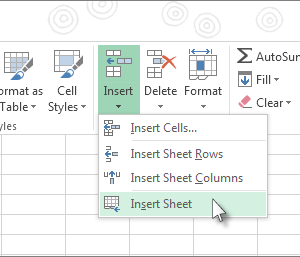 ormat as
Table
Cell
Styles
Insert
Delete
Format
AutoSu
Fill
Clear
yles
Insert Cells...
Insert Sheet Rows
Insert Sheet Columns
Insert Sheet